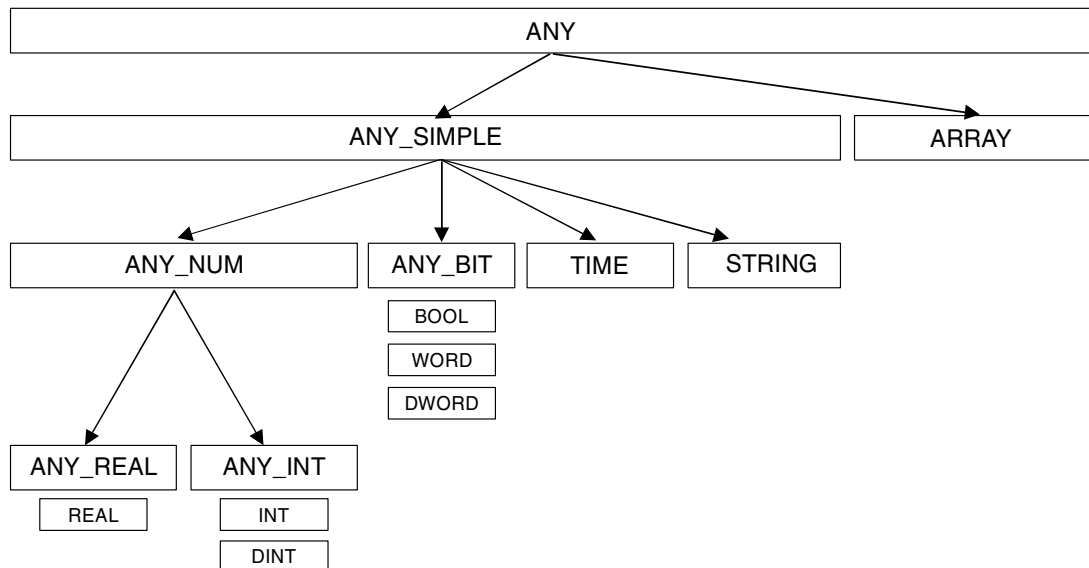 ANY
ANY_SIMPLE
ARRAY
ANY_NUM
ANY_BIT
TIME
STRING
BOOL
WORD
DWORD
ANY_REAL
ANY_INT
REAL
INT
DINT